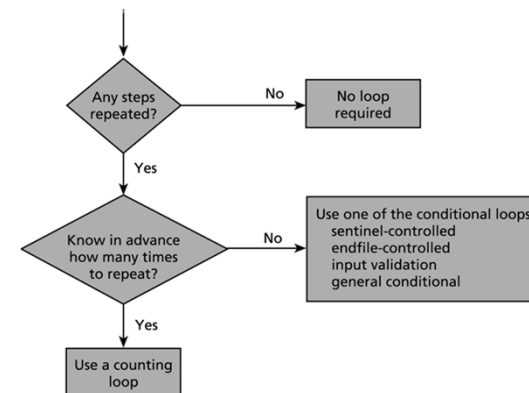 Any steps
repeated?
No
No loop
required
Yes
Know in advance
how many times
to repeat?
No
Use one of the conditional loops
sentinel-controlled
endfile-controlled
input validation
general conditional
Yes
Use a counting
loop